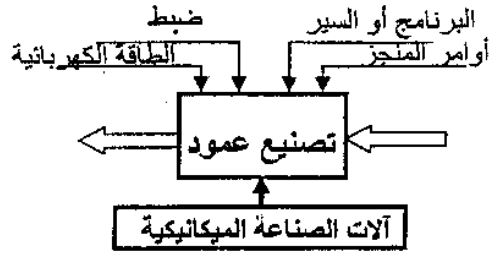 البرنامج أو السير
ضبط
أوامر المنجز
الطاقة الكهربائية
تصنيع عمود
آلات الصناعة الميكانيكية